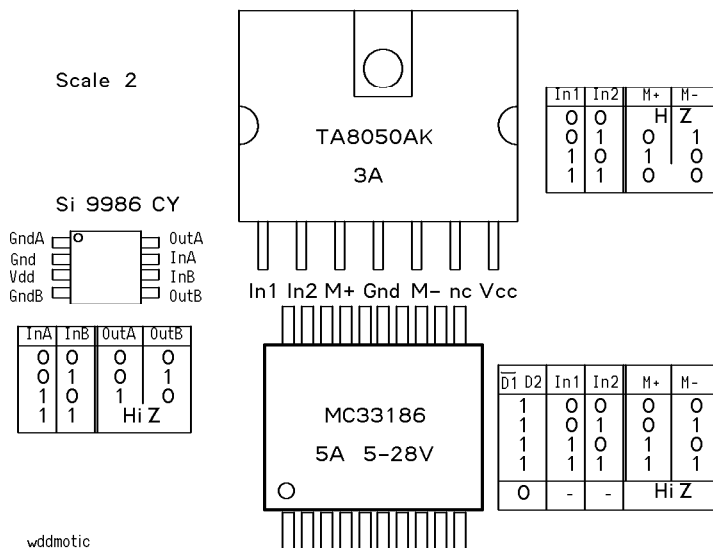 Scale 2
TA8050AK
3A
In1 In2 M+ Gnd M- nc Vcc
In1 In2 M+ M-
0 0 H Z
0 1 0 1
1 0 1 0
1 1 0 0
Si 9986 CY
GndA OutA
Gnd InA
Vdd InB
GndB OutB
InA InB OutA OutB
0 0 0 0
0 1 0 1
1 0 1 0
1 1 Hi Z
MC33186
5A 5-28V
D1 D2 In1 In2 M+ M-
1 0 0 0 0
1 0 1 0 1
1 1 0 1 0
1 1 1 1 1
0 - - Hi Z
wddmotic